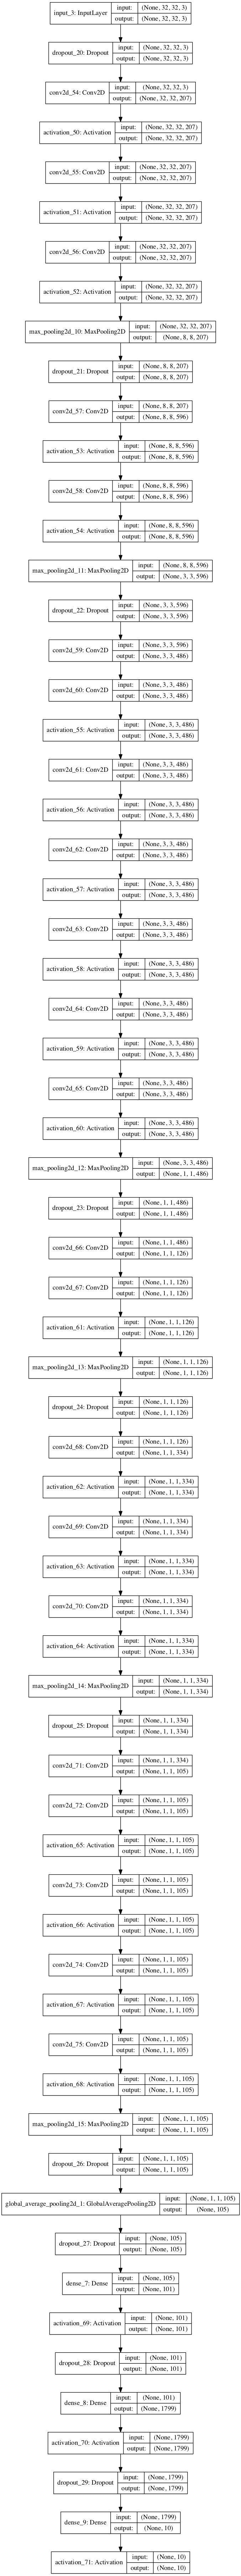 input_3: InputLayer
input: (None, 32, 32, 3)
output: (None, 32, 32, 3)
dropout_20: Dropout
input: (None, 32, 32, 3)
output: (None, 32, 32, 3)
conv2d_54: Conv2D
input: (None, 32, 32, 3)
output: (None, 32, 32, 207)
activation_50: Activation
input: (None, 32, 32, 207)
output: (None, 32, 32, 207)
conv2d_55: Conv2D
input: (None, 32, 32, 207)
output: (None, 32, 32, 207)
activation_51: Activation
input: (None, 32, 32, 207)
output: (None, 32, 32, 207)
conv2d_56: Conv2D
input: (None, 32, 32, 207)
output: (None, 32, 32, 207)
activation_52: Activation
input: (None, 32, 32, 207)
output: (None, 32, 32, 207)
max_pooling2d_10: MaxPooling2D
input: (None, 32, 32, 207)
output: (None, 8, 8, 207)
dropout_21: Dropout
input: (None, 8, 8, 207)
output: (None, 8, 8, 207)
conv2d_57: Conv2D
input: (None, 8, 8, 207)
output: (None, 8, 8, 596)
activation_53: Activation
input: (None, 8, 8, 596)
output: (None, 8, 8, 596)
conv2d_58: Conv2D
input: (None, 8, 8, 596)
output: (None, 8, 8, 596)
activation_54: Activation
input: (None, 8, 8, 596)
output: (None, 8, 8, 596)
max_pooling2d_11: MaxPooling2D
input: (None, 8, 8, 596)
output: (None, 3, 3, 596)
dropout_22: Dropout
input: (None, 3, 3, 596)
output: (None, 3, 3, 596)
conv2d_59: Conv2D
input: (None, 3, 3, 596)
output: (None, 3, 3, 486)
conv2d_60: Conv2D
input: (None, 3, 3, 486)
output: (None, 3, 3, 486)
activation_55: Activation
input: (None, 3, 3, 486)
output: (None, 3, 3, 486)
conv2d_61: Conv2D
input: (None, 3, 3, 486)
output: (None, 3, 3, 486)
activation_56: Activation
input: (None, 3, 3, 486)
output: (None, 3, 3, 486)
conv2d_62: Conv2D
input: (None, 3, 3, 486)
output: (None, 3, 3, 486)
activation_57: Activation
input: (None, 3, 3, 486)
output: (None, 3, 3, 486)
conv2d_63: Conv2D
input: (None, 3, 3, 486)
output: (None, 3, 3, 486)
activation_58: Activation
input: (None, 3, 3, 486)
output: (None, 3, 3, 486)
conv2d_64: Conv2D
input: (None, 3, 3, 486)
output: (None, 3, 3, 486)
activation_59: Activation
input: (None, 3, 3, 486)
output: (None, 3, 3, 486)
conv2d_65: Conv2D
input: (None, 3, 3, 486)
output: (None, 3, 3, 486)
activation_60: Activation
input: (None, 3, 3, 486)
output: (None, 3, 3, 486)
max_pooling2d_12: MaxPooling2D
input: (None, 3, 3, 486)
output: (None, 1, 1, 486)
dropout_23: Dropout
input: (None, 1, 1, 486)
output: (None, 1, 1, 486)
conv2d_66: Conv2D
input: (None, 1, 1, 486)
output: (None, 1, 1, 126)
conv2d_67: Conv2D
input: (None, 1, 1, 126)
output: (None, 1, 1, 126)
activation_61: Activation
input: (None, 1, 1, 126)
output: (None, 1, 1, 126)
max_pooling2d_13: MaxPooling2D
input: (None, 1, 1, 126)
output: (None, 1, 1, 126)
dropout_24: Dropout
input: (None, 1, 1, 126)
output: (None, 1, 1, 126)
conv2d_68: Conv2D
input: (None, 1, 1, 126)
output: (None, 1, 1, 334)
activation_62: Activation
input: (None, 1, 1, 334)
output: (None, 1, 1, 334)
conv2d_69: Conv2D
input: (None, 1, 1, 334)
output: (None, 1, 1, 334)
activation_63: Activation
input: (None, 1, 1, 334)
output: (None, 1, 1, 334)
conv2d_70: Conv2D
input: (None, 1, 1, 334)
output: (None, 1, 1, 334)
activation_64: Activation
input: (None, 1, 1, 334)
output: (None, 1, 1, 334)
max_pooling2d_14: MaxPooling2D
input: (None, 1, 1, 334)
output: (None, 1, 1, 334)
dropout_25: Dropout
input: (None, 1, 1, 334)
output: (None, 1, 1, 334)
conv2d_71: Conv2D
input: (None, 1, 1, 334)
output: (None, 1, 1, 105)
conv2d_72: Conv2D
input: (None, 1, 1, 105)
output: (None, 1, 1, 105)
activation_65: Activation
input: (None, 1, 1, 105)
output: (None, 1, 1, 105)
conv2d_73: Conv2D
input: (None, 1, 1, 105)
output: (None, 1, 1, 105)
activation_66: Activation
input: (None, 1, 1, 105)
output: (None, 1, 1, 105)
conv2d_74: Conv2D
input: (None, 1, 1, 105)
output: (None, 1, 1, 105)
activation_67: Activation
input: (None, 1, 1, 105)
output: (None, 1, 1, 105)
conv2d_75: Conv2D
input: (None, 1, 1, 105)
output: (None, 1, 1, 105)
activation_68: Activation
input: (None, 1, 1, 105)
output: (None, 1, 1, 105)
max_pooling2d_15: MaxPooling2D
input: (None, 1, 1, 105)
output: (None, 1, 1, 105)
dropout_26: Dropout
input: (None, 1, 1, 105)
output: (None, 1, 1, 105)
global_average_pooling2d_1: GlobalAveragePooling2D
input: (None, 1, 1, 105)
output: (None, 105)
dropout_27: Dropout
input: (None, 105)
output: (None, 105)
dense_7: Dense
input: (None, 105)
output: (None, 101)
activation_69: Activation
input: (None, 101)
output: (None, 101)
dropout_28: Dropout
input: (None, 101)
output: (None, 101)
dense_8: Dense
input: (None, 101)
output: (None, 1799)
activation_70: Activation
input: (None, 1799)
output: (None, 1799)
dropout_29: Dropout
input: (None, 1799)
output: (None, 1799)
dense_9: Dense
input: (None, 1799)
output: (None, 10)
activation_71: Activation
input: (None, 10)
output: (None, 10)